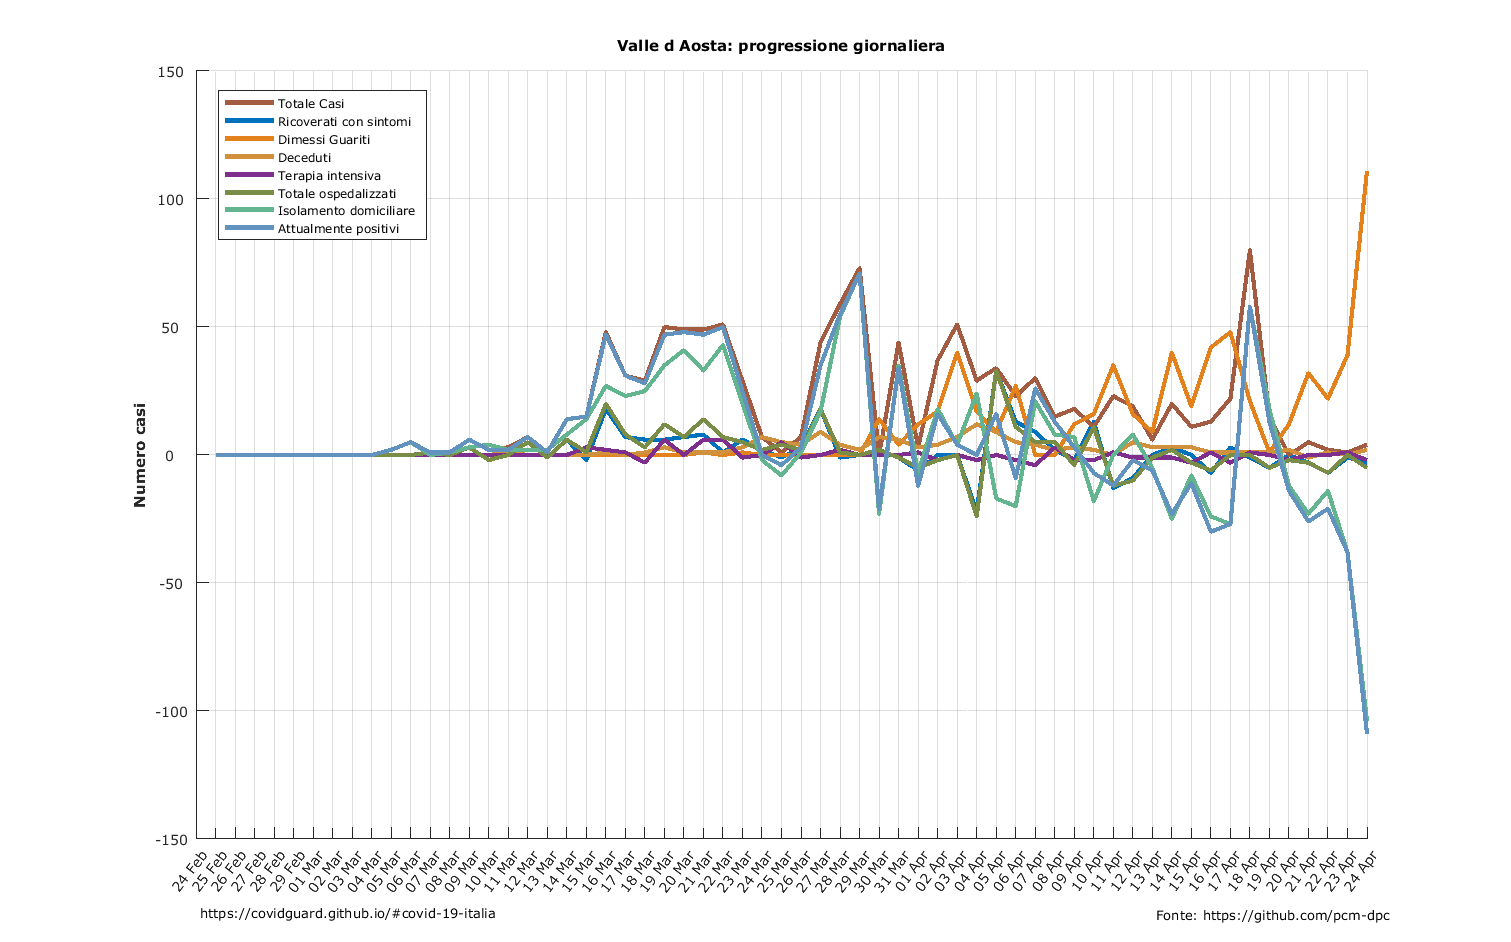 Valle d Aosta: progressione giornaliera
150
100
50
0
-50
-100
-150
Numero casi
Totale Casi
Ricoverati con sintomi
Dimessi Guariti
Deceduti
Terapia intensiva
Totale ospedalizzati
Isolamento domiciliare
Attualmente positivi
24 Feb
25 Feb
26 Feb
27 Feb
28 Feb
29 Feb
01 Mar
02 Mar
03 Mar
04 Mar
05 Mar
06 Mar
07 Mar
08 Mar
09 Mar
10 Mar
11 Mar
12 Mar
13 Mar
14 Mar
15 Mar
16 Mar
17 Mar
18 Mar
19 Mar
20 Mar
21 Mar
22 Mar
23 Mar
24 Mar
25 Mar
26 Mar
27 Mar
28 Mar
29 Mar
30 Mar
31 Mar
01 Apr
02 Apr
03 Apr
04 Apr
05 Apr
06 Apr
07 Apr
08 Apr
09 Apr
10 Apr
11 Apr
12 Apr
13 Apr
14 Apr
15 Apr
16 Apr
17 Apr
18 Apr
19 Apr
20 Apr
21 Apr
22 Apr
23 Apr
24 Apr
https://covidguard.github.io/#covid-19-italia
Fonte: https://github.com/pcm-dpc